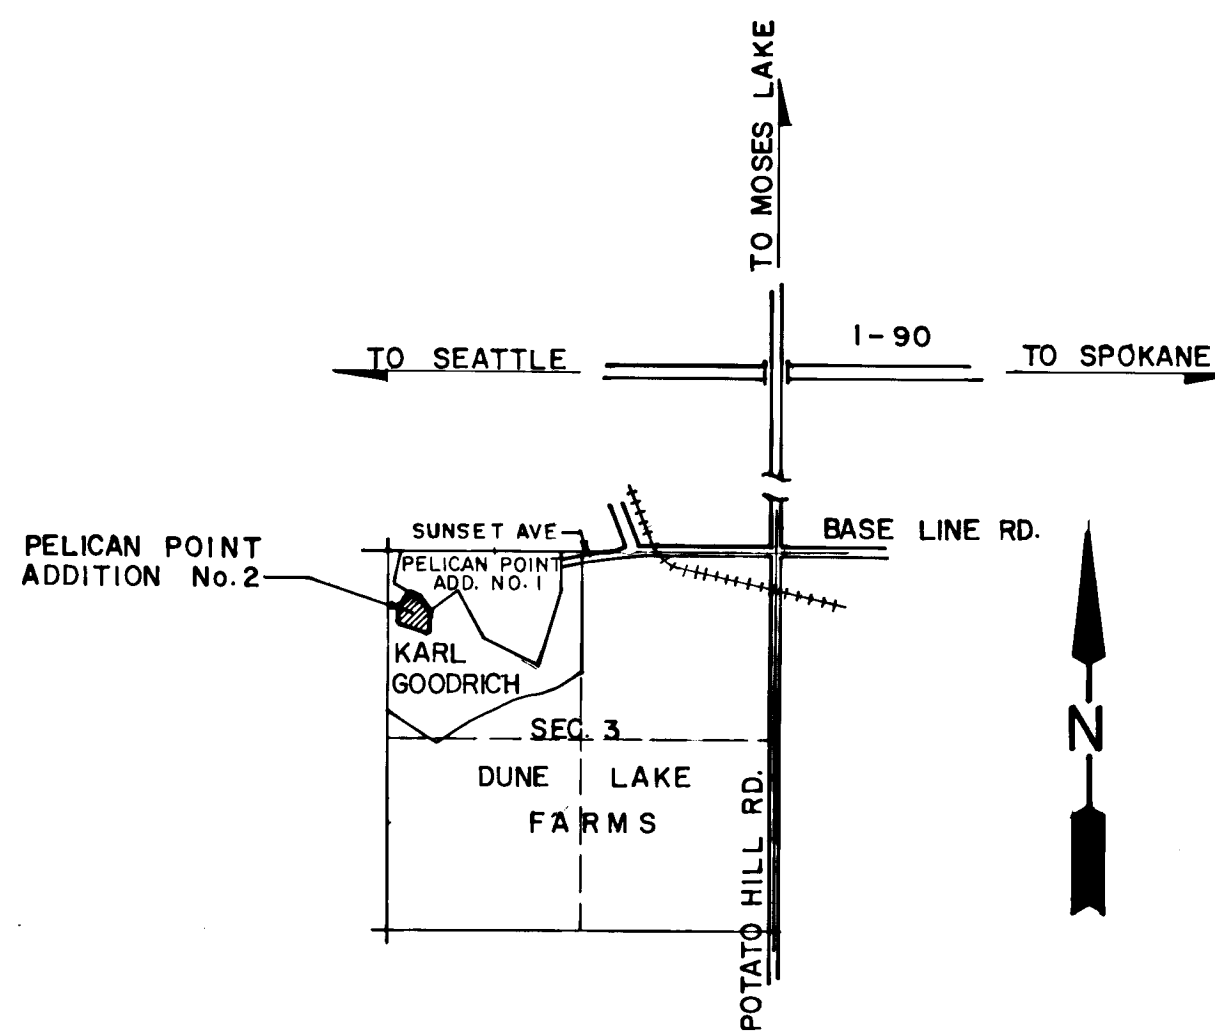 TO MOSES LAKE
I-90
TO SEATTLE
TO SPOKANE
SUNSET AVE
BASE LINE RD.
PELICAN POINT
ADDITION No. 2
PELICAN POINT
ADD. NO. 1
KARL
GOODRICH
SEC. 3
DUNE LAKE
FARMS
POTATO HILL RD.
N